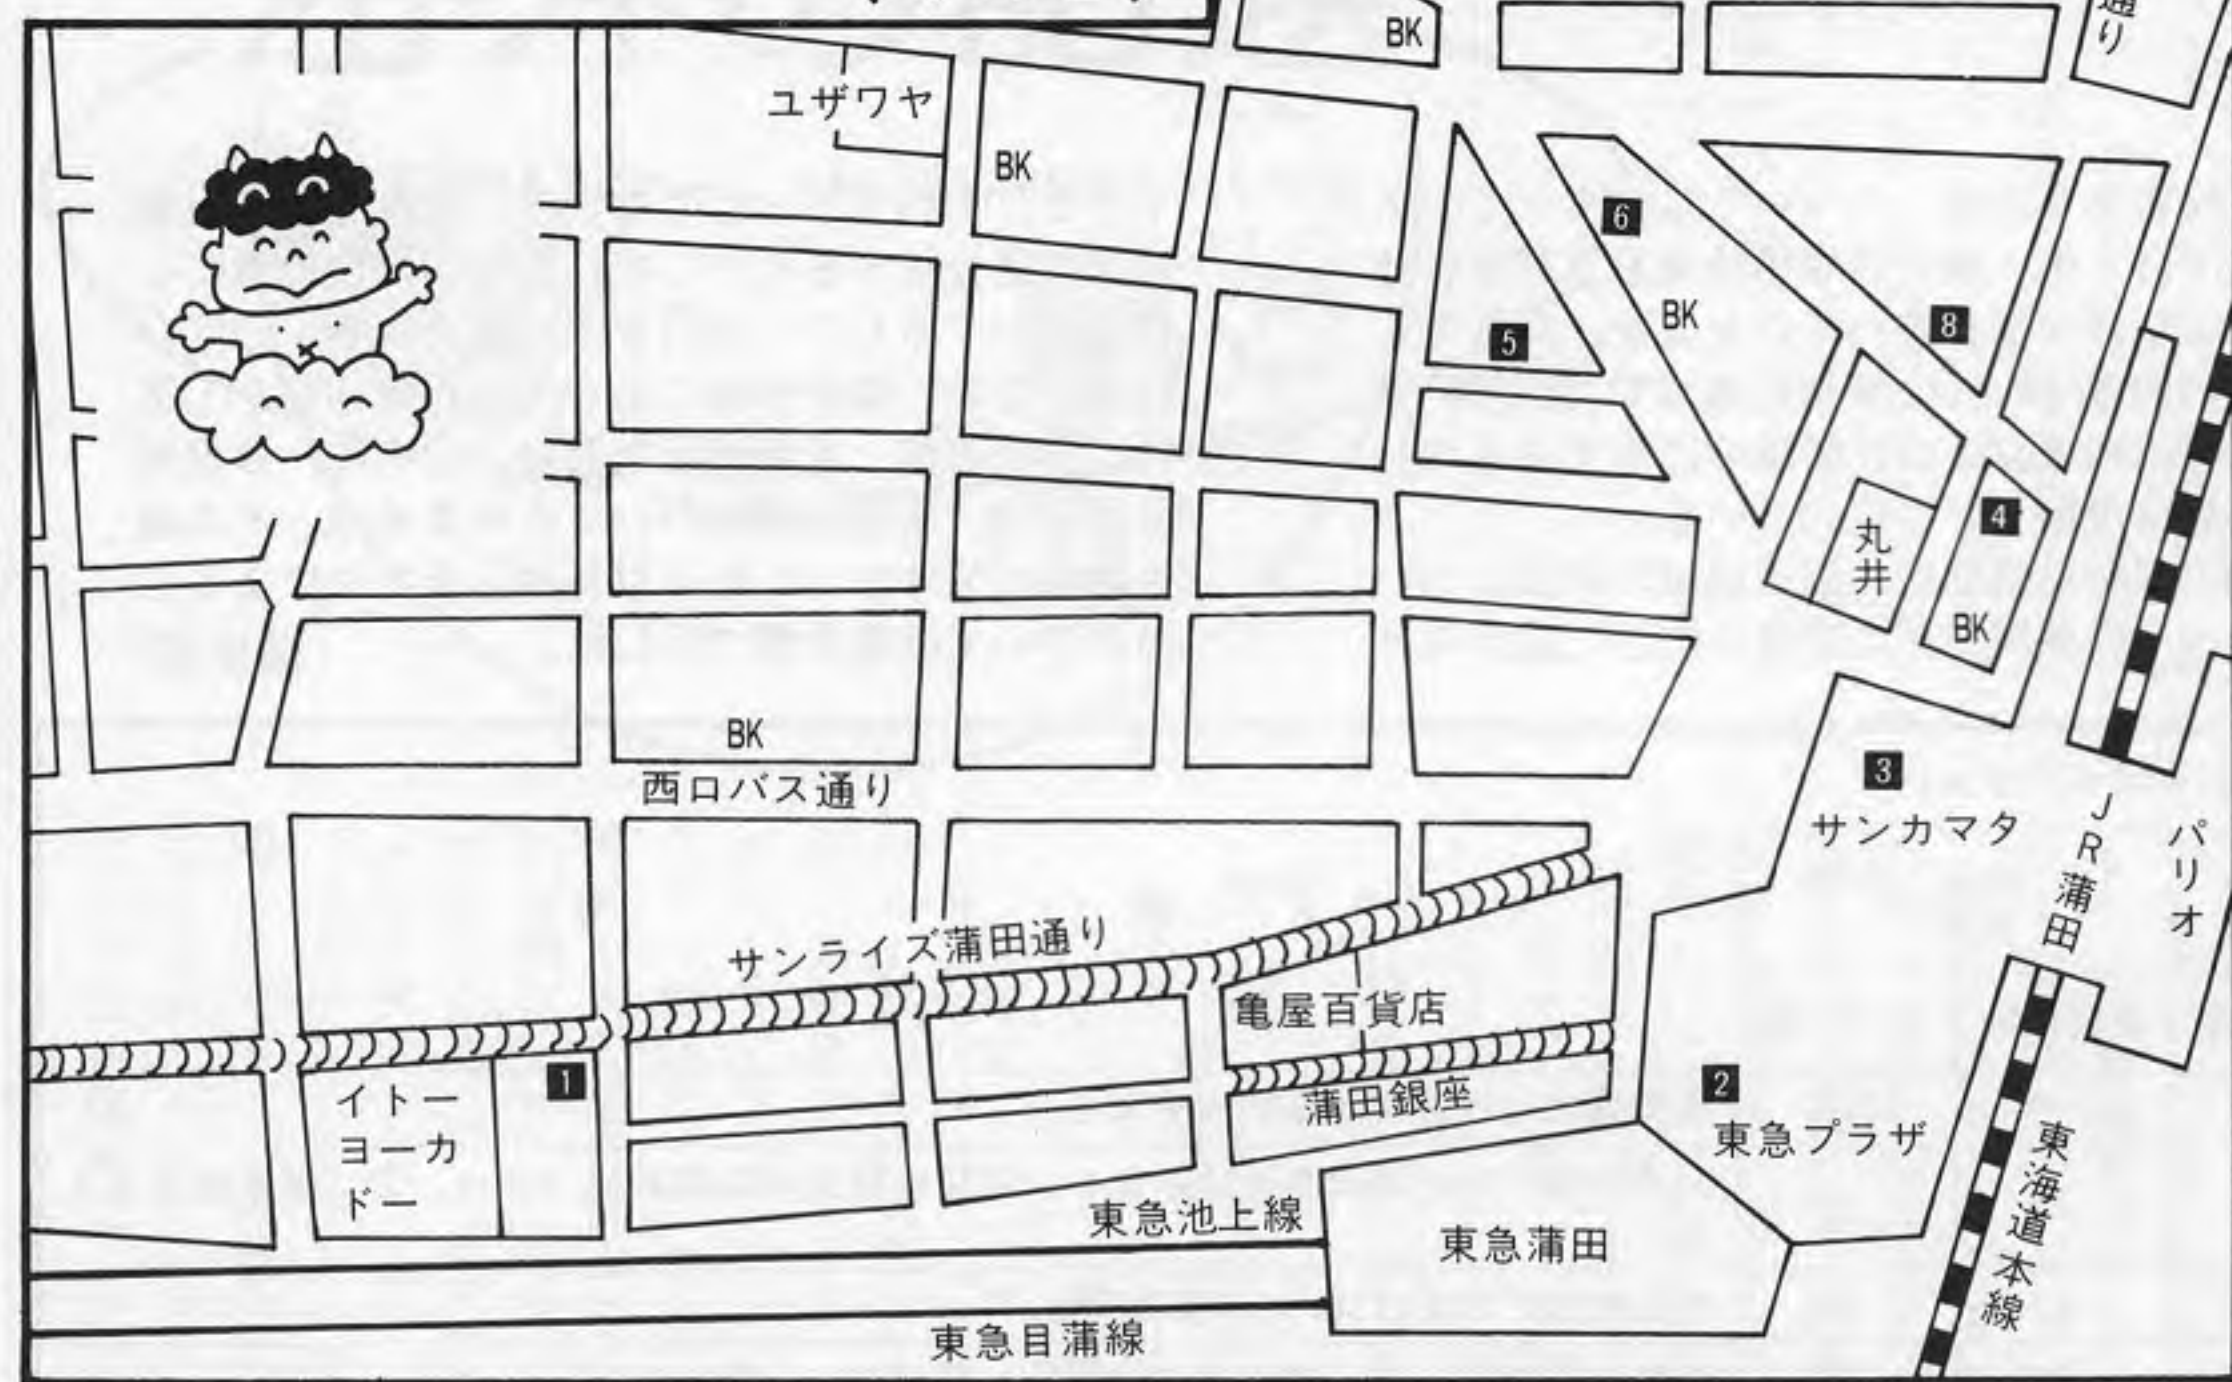 BK
通り
ユザワヤ
BK
6
BK
8
5
4
丸井
BK
BK
西口バス通り
3
サンカマタ
JR蒲田
パリオ
サンライズ蒲田通り
亀屋百貨店
蒲田銀座
1
イトー
ヨーカ
ドー
2
東急プラザ
東海道本線
東急池上線
東急蒲田
東急目蒲線